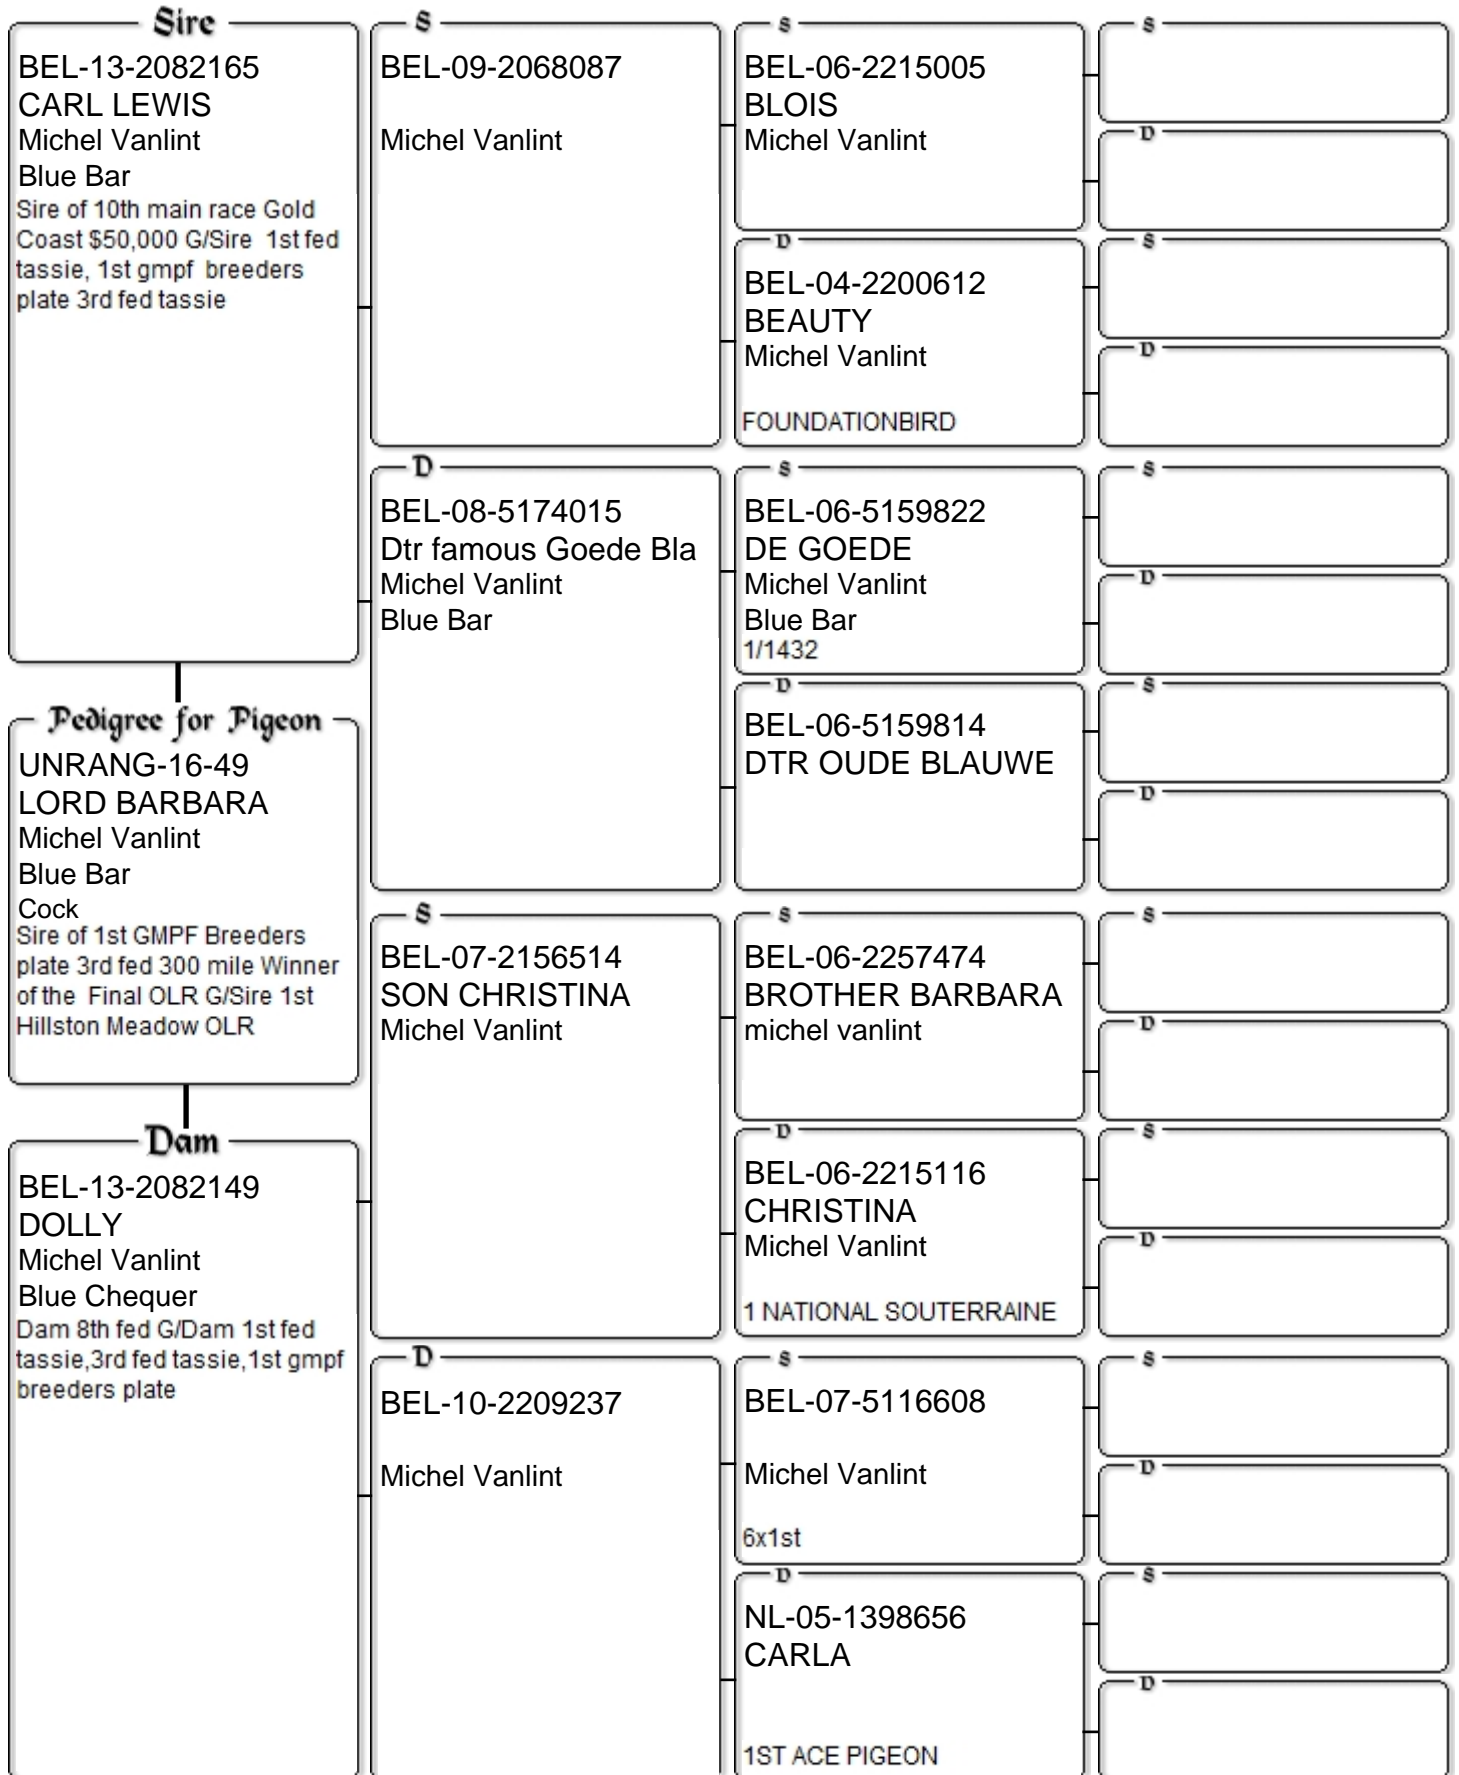 Sire
BEL-13-2082165
CARL LEWIS
Michel Vanlint
Blue Bar
Sire of 10th main race Gold
Coast $50,000 G/Sire 1st fed
tassie, 1st gmpf breeders
plate 3rd fed tassie
Pedigree for Pigeon
UNRANG-16-49
LORD BARBARA
Michel Vanlint
Blue Bar
Cock
Sire of 1st GMPF Breeders
plate 3rd fed 300 mile Winner
of the Final OLR G/Sire 1st
Hillston Meadow OLR
Dam
BEL-13-2082149
DOLLY
Michel Vanlint
Blue Chequer
Dam 8th fed G/Dam 1st fed
tassie,3rd fed tassie,1st gmpf
breeders plate
S
BEL-09-2068087
Michel Vanlint
D
BEL-08-5174015
Dtr famous Goede Bla
Michel Vanlint
Blue Bar
S
BEL-07-2156514
SON CHRISTINA
Michel Vanlint
D
BEL-10-2209237
Michel Vanlint
S
BEL-06-2215005
BLOIS
Michel Vanlint
D
BEL-04-2200612
BEAUTY
Michel Vanlint
FOUNDATIONBIRD
S
BEL-06-5159822
DE GOEDE
Michel Vanlint
Blue Bar
1/1432
D
BEL-06-5159814
DTR OUDE BLAUWE
S
BEL-06-2257474
BROTHER BARBARA
michel vanlint
D
BEL-06-2215116
CHRISTINA
Michel Vanlint
1 NATIONAL SOUTERRAINE
S
BEL-07-5116608
Michel Vanlint
6x1st
D
NL-05-1398656
CARLA
1ST ACE PIGEON
S
D
S
D
S
D
S
D
S
D
S
D
S
D
S
D